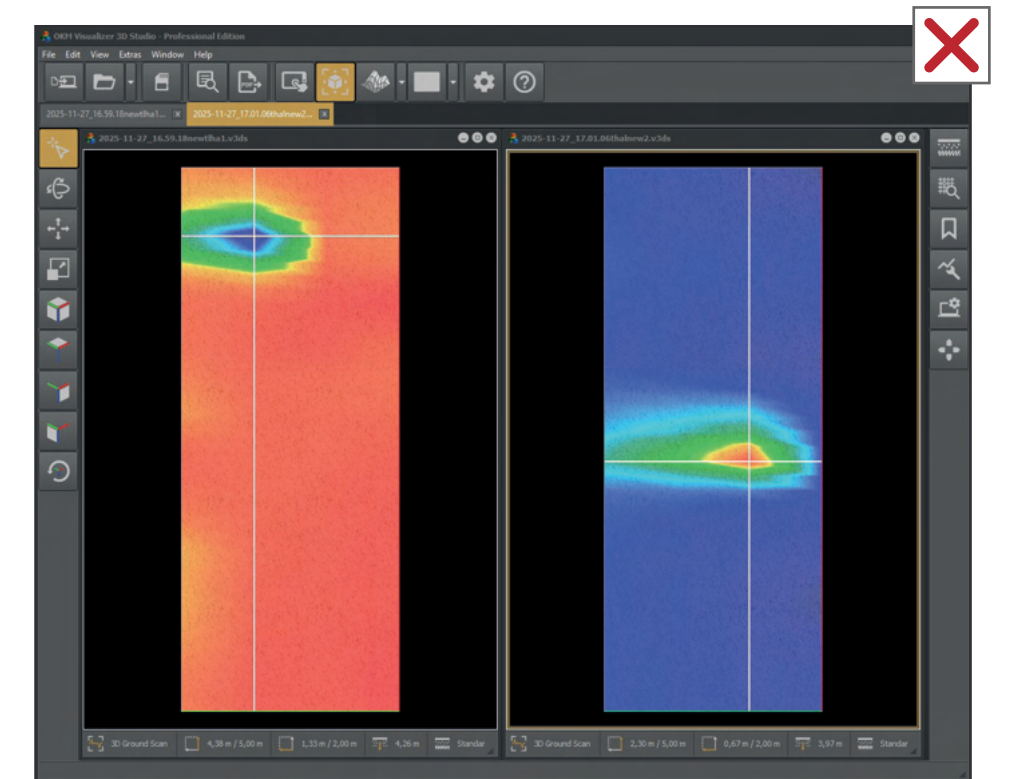 OKM Visualizer 3D Studio - Professional Edition
File Edit View Extras Window Help
PDF
2025-11-27_16.59.18newtlha1... 2025-11-27_17.01.06thalnew2...
2025-11-27_16.59.18newtlha1.v3ds
2025-11-27_17.01.06thalnew2.v3ds
3D Ground Scan 4,38 m / 5,00 m 1,33 m / 2,00 m 4,26 m Standar
3D Ground Scan 2,30 m / 5,00 m 0,67 m / 2,00 m 3,97 m Standar